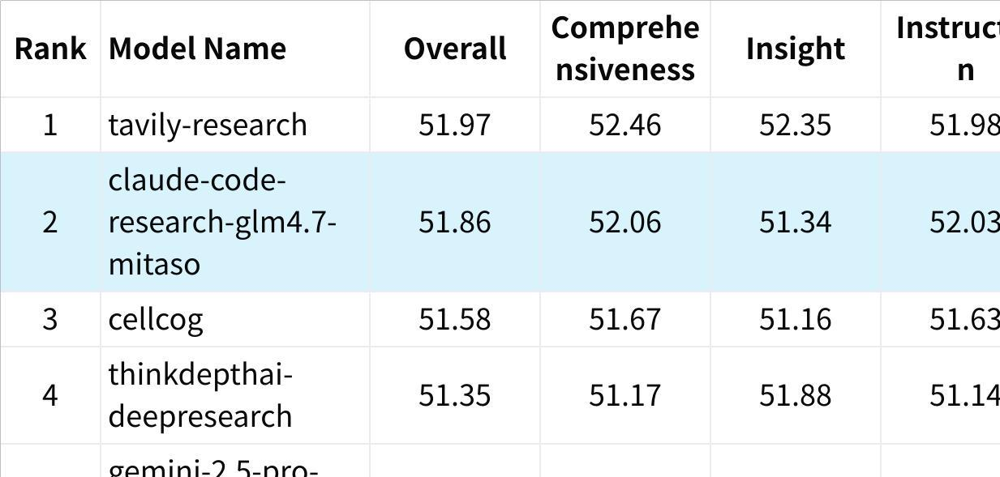 Rank Model Name Overall Comprehe Insight Instruct
nsiveness n
1 tavily-research 51.97 52.46 52.35 51.98
claude-code-
2 research-glm4.7- 51.86 52.06 51.34 52.03
mitaso
3 cellcog 51.58 51.67 51.16 51.63
thinkdepthai-
4 51.35 51.17 51.88 51.14
deepresearch
gemini-2.5-pro-